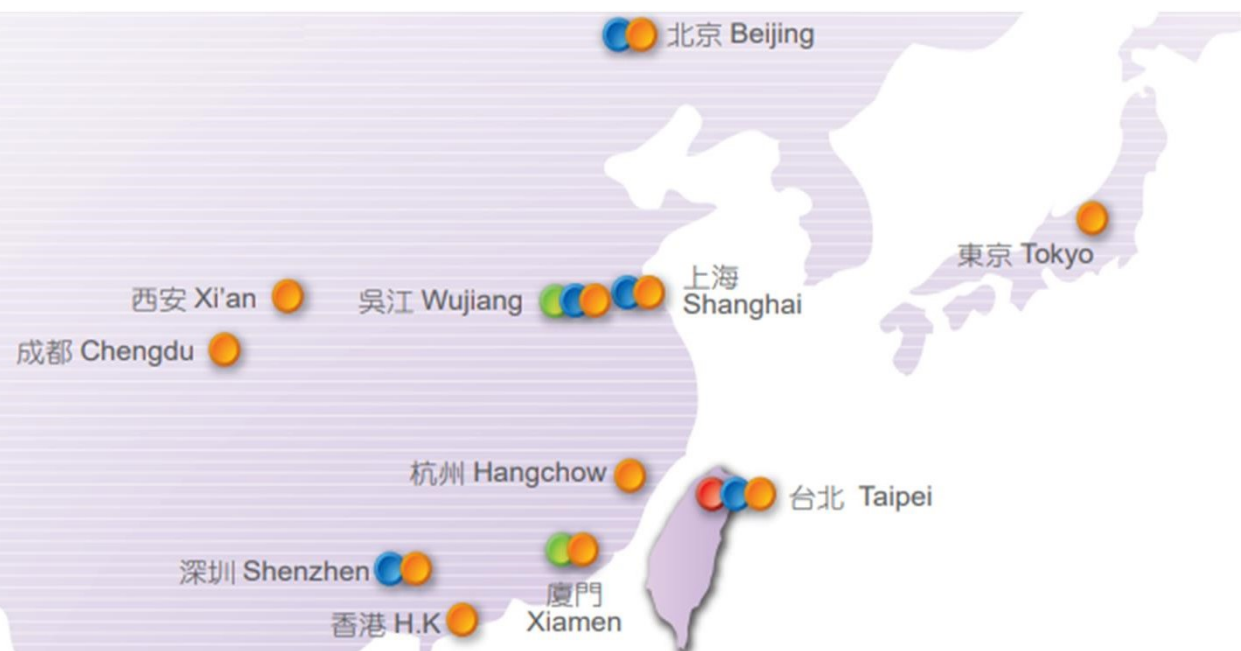 北京 Beijing
東京 Tokyo
上海
Shanghai
西安 Xi'an
吳江 Wujiang
成都 Chengdu
杭州 Hangchow
台北 Taipei
深圳 Shenzhen
廈門
Xiamen
香港 H.K